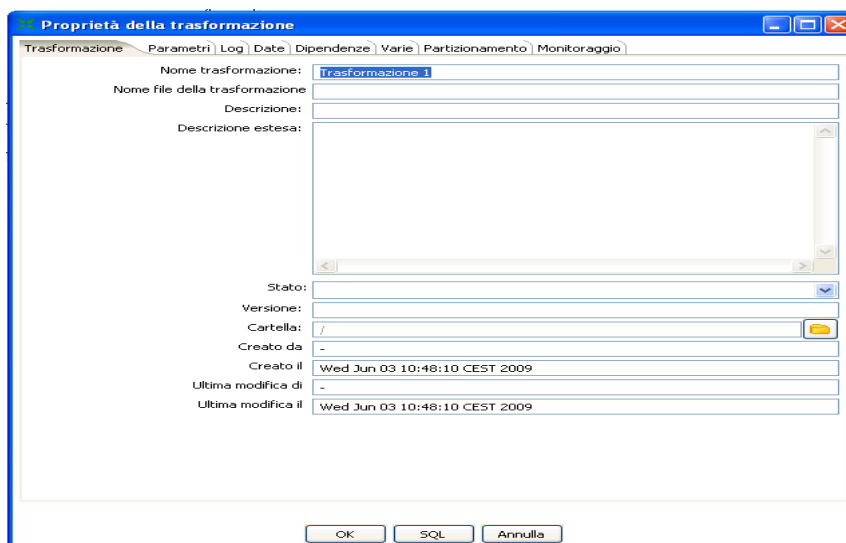 Proprietà della trasformazione
Trasformazione Parametri Log Date Dipendenze Varie Partizionamento Monitoraggio
Nome trasformazione: Trasformazione 1
Nome file della trasformazione
Descrizione:
Descrizione estesa:
Stato:
Versione:
Cartella: /
Creato da -
Creato il Wed Jun 03 10:48:10 CEST 2009
Ultima modifica di -
Ultima modifica il Wed Jun 03 10:48:10 CEST 2009
OK SQL Annulla